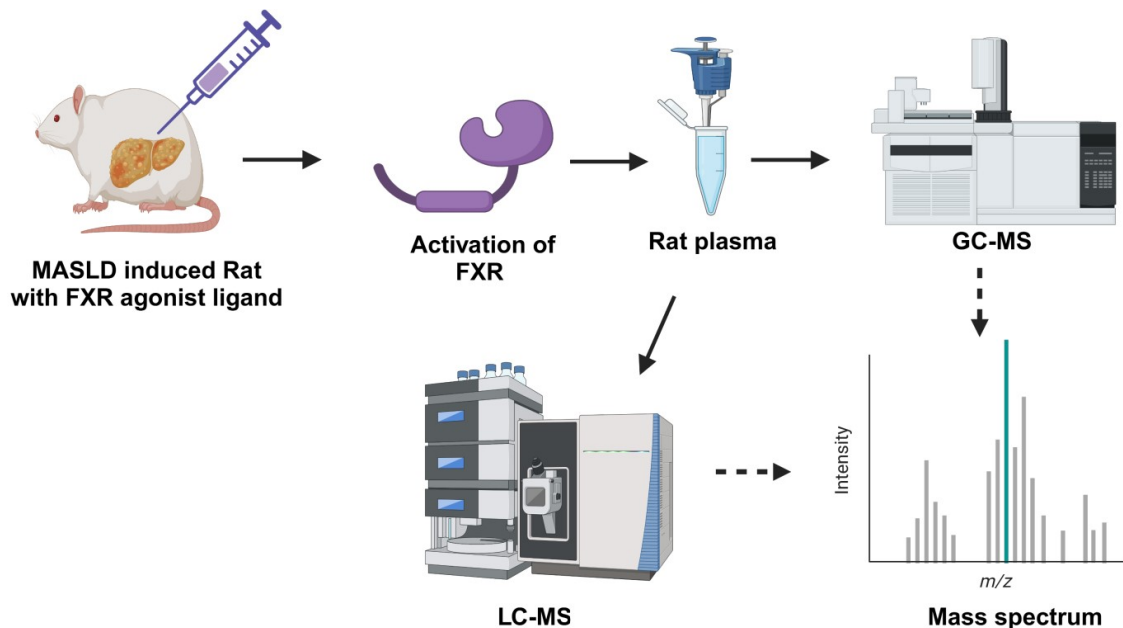 MASLD induced Rat
with FXR agonist ligand
Activation of
FXR
Rat plasma
GC-MS
LC-MS
Intensity
m/z
Mass spectrum